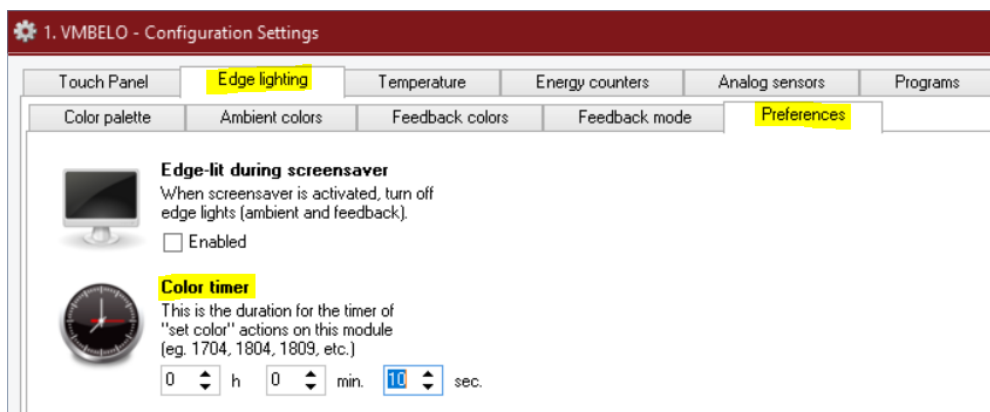 1. VMBELO - Configuration Settings
Touch Panel Edge lighting Temperature Energy counters Analog sensors Programs
Color palette Ambient colors Feedback colors Feedback mode Preferences
Edge-lit during screensaver
When screensaver is activated, turn off
edge lights (ambient and feedback).
Enabled
Color timer
This is the duration for the timer of
"set color" actions on this module
(eg. 1704, 1804, 1809, etc.)
0 h 0 min. 10 sec.